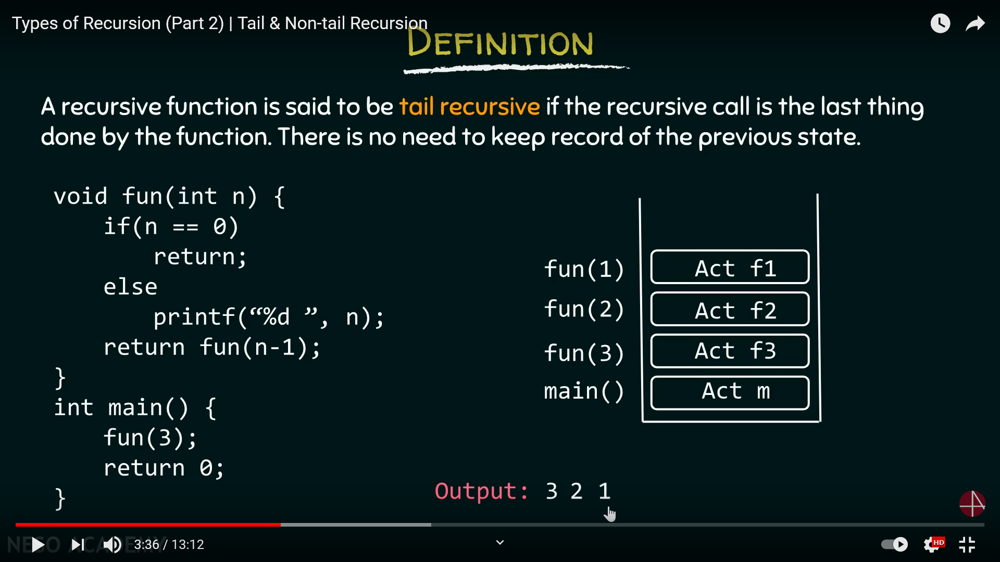 Types of Recursion (Part 2) | Tail & Non-tail Recursion
DEFINITION
A recursive function is said to be tail recursive if the recursive call is the last thing
done by the function. There is no need to keep record of the previous state.
void fun(int n) {
if(n == 0)
return;
else
printf(“%d ”, n);
return fun(n-1);
}
int main() {
fun(3);
return 0;
}
fun(1) Act f1
fun(2) Act f2
fun(3) Act f3
main() Act m
Output: 3 2 1
NESO ACADEMY
3:36 / 13:12
HD